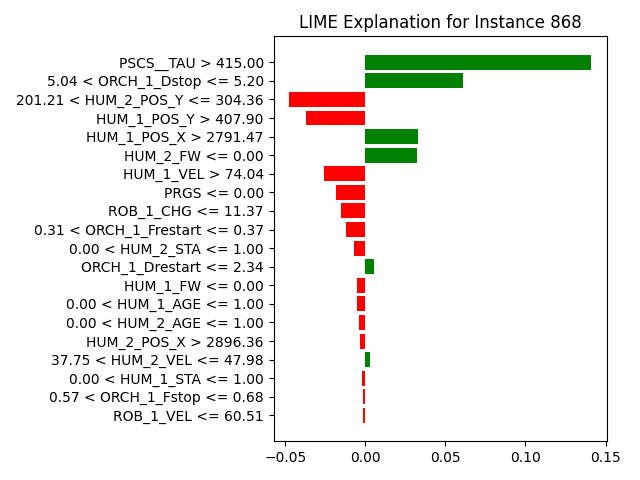 LIME Explanation for Instance 868
PSCS__TAU > 415.00
5.04 < ORCH_1_Dstop <= 5.20
201.21 < HUM_2_POS_Y <= 304.36
HUM_1_POS_Y > 407.90
HUM_1_POS_X > 2791.47
HUM_2_FW <= 0.00
HUM_1_VEL > 74.04
PRGS <= 0.00
ROB_1_CHG <= 11.37
0.31 < ORCH_1_Frestart <= 0.37
0.00 < HUM_2_STA <= 1.00
ORCH_1_Drestart <= 2.34
HUM_1_FW <= 0.00
0.00 < HUM_1_AGE <= 1.00
0.00 < HUM_2_AGE <= 1.00
HUM_2_POS_X > 2896.36
37.75 < HUM_2_VEL <= 47.98
0.00 < HUM_1_STA <= 1.00
0.57 < ORCH_1_Fstop <= 0.68
ROB_1_VEL <= 60.51
−0.05 0.00 0.05 0.10 0.15